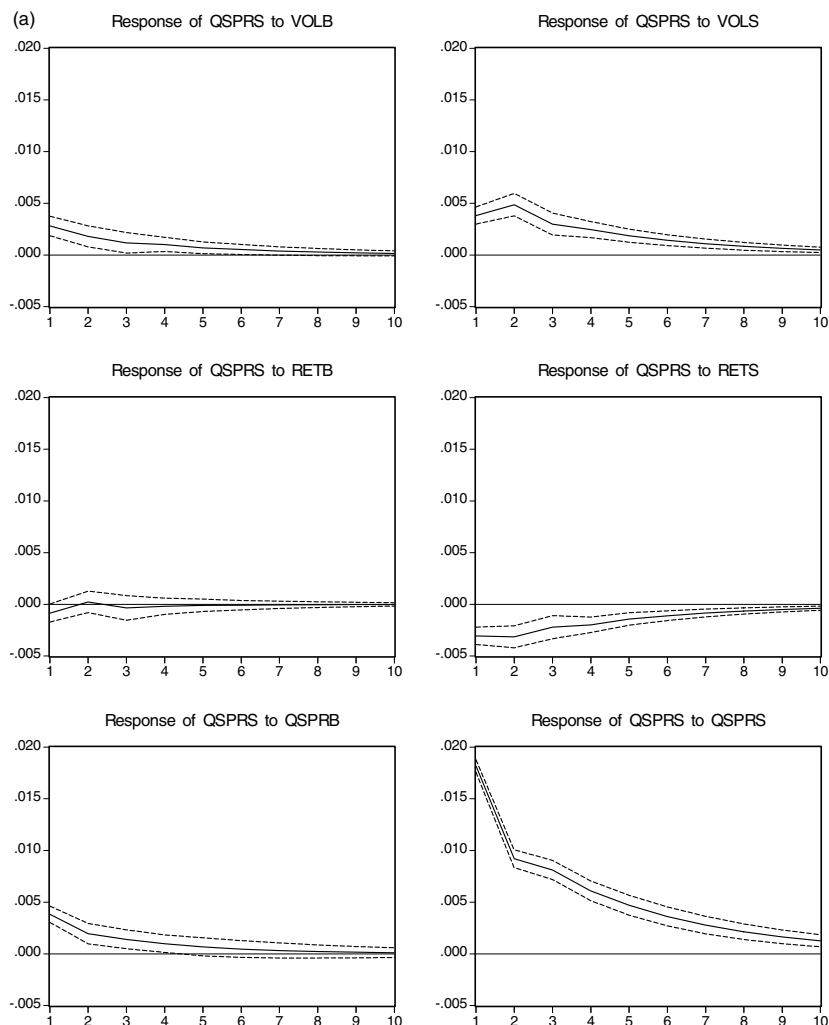 (a)
Response of QSPRS to VOLB
.020
.015
.010
.005
.000
-.005
1 2 3 4 5 6 7 8 9 10
Response of QSPRS to VOLS
.020
.015
.010
.005
.000
-.005
1 2 3 4 5 6 7 8 9 10
Response of QSPRS to RETB
.020
.015
.010
.005
.000
-.005
1 2 3 4 5 6 7 8 9 10
Response of QSPRS to RETS
.020
.015
.010
.005
.000
-.005
1 2 3 4 5 6 7 8 9 10
Response of QSPRS to QSPRB
.020
.015
.010
.005
.000
-.005
1 2 3 4 5 6 7 8 9 10
Response of QSPRS to QSPRS
.020
.015
.010
.005
.000
-.005
1 2 3 4 5 6 7 8 9 10